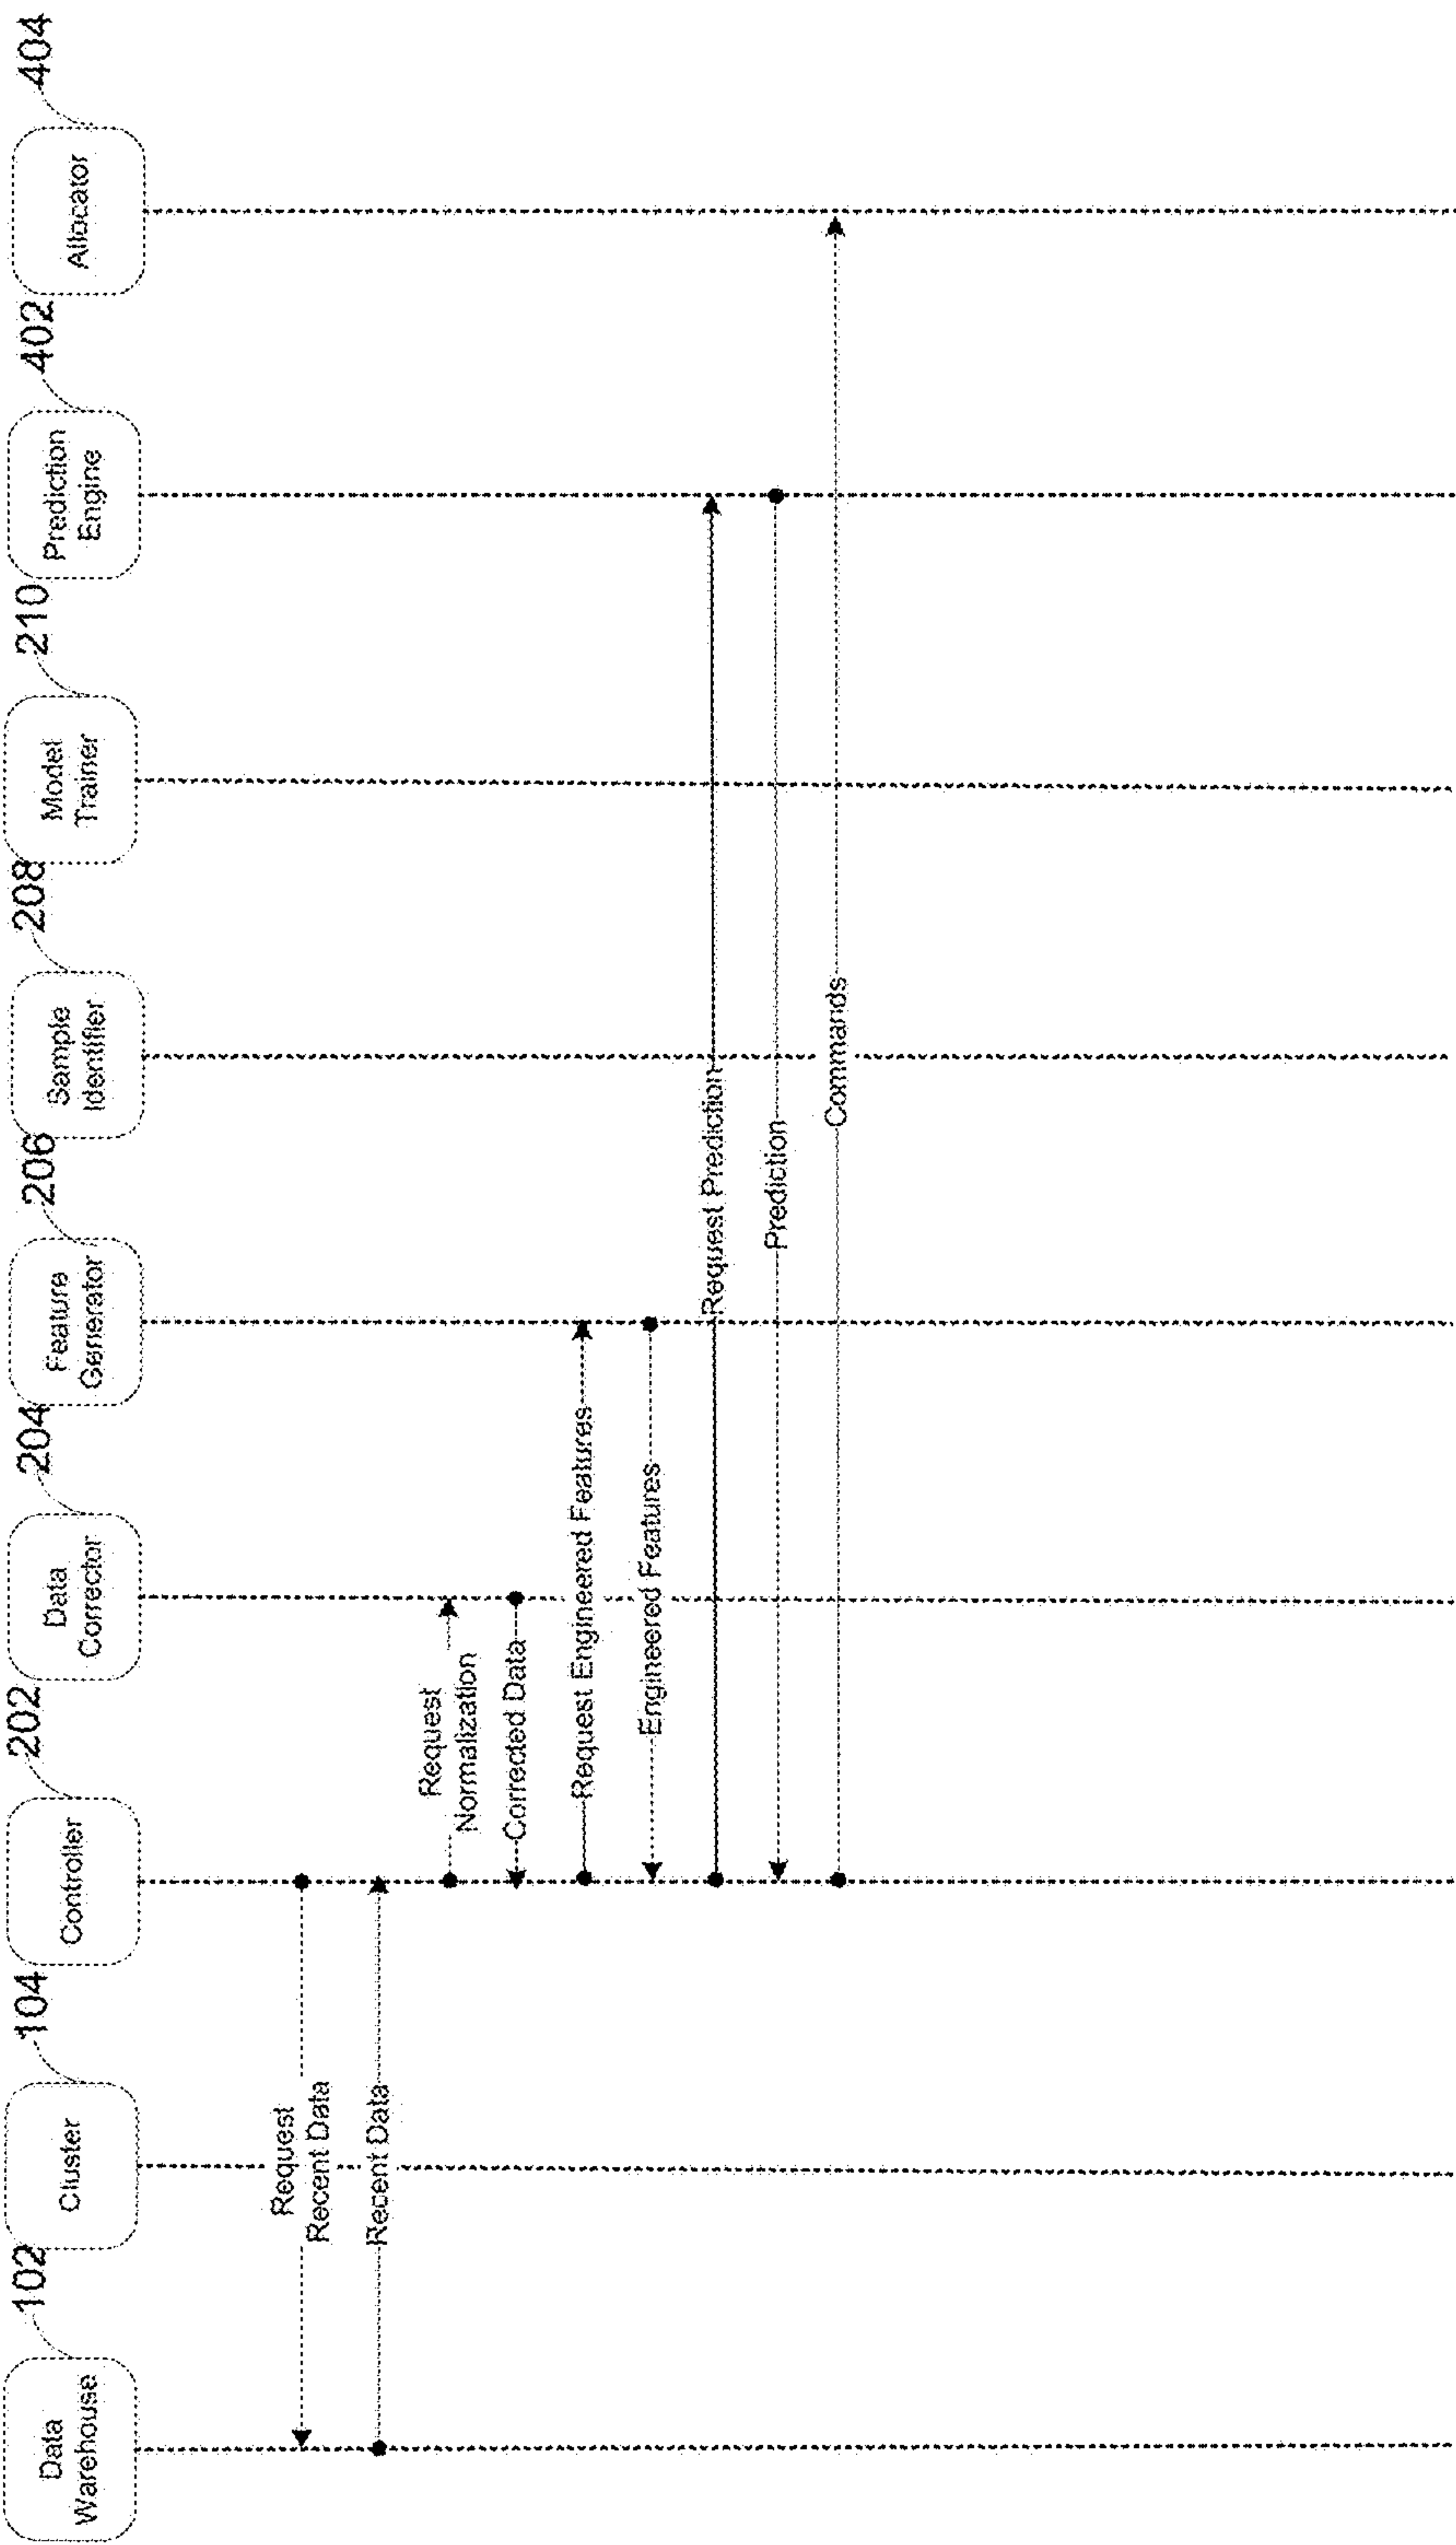 102
104
202
204
206
208
210
402
404
Data
Warehouse
Cluster
Controller
Data
Corrector
Feature
Generator
Sample
Identifier
Model
Trainer
Prediction
Engine
Allocator
Request
Recent Data
Recent Data
Request
Normalization
Corrected Data
Request Engineered Features
Engineered Features
Request Prediction
Prediction
Commands